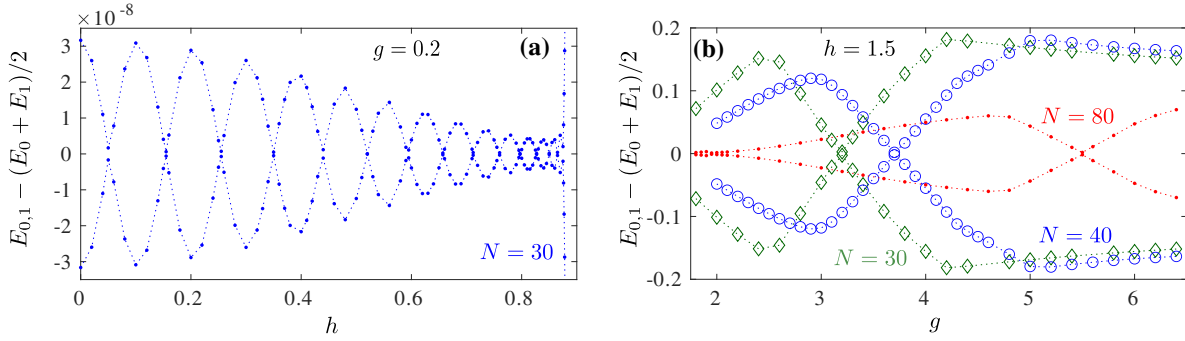 ×10⁻⁸
g = 0.2
(a)
E₀,₁ − (E₀ + E₁)/2
3
2
1
0
-1
-2
-3
N = 30
0
0.2
0.4
0.6
0.8
h
(b)
h = 1.5
E₀,₁ − (E₀ + E₁)/2
0.2
0.1
0
-0.1
-0.2
N = 80
N = 30
N = 40
2
3
4
5
6
g